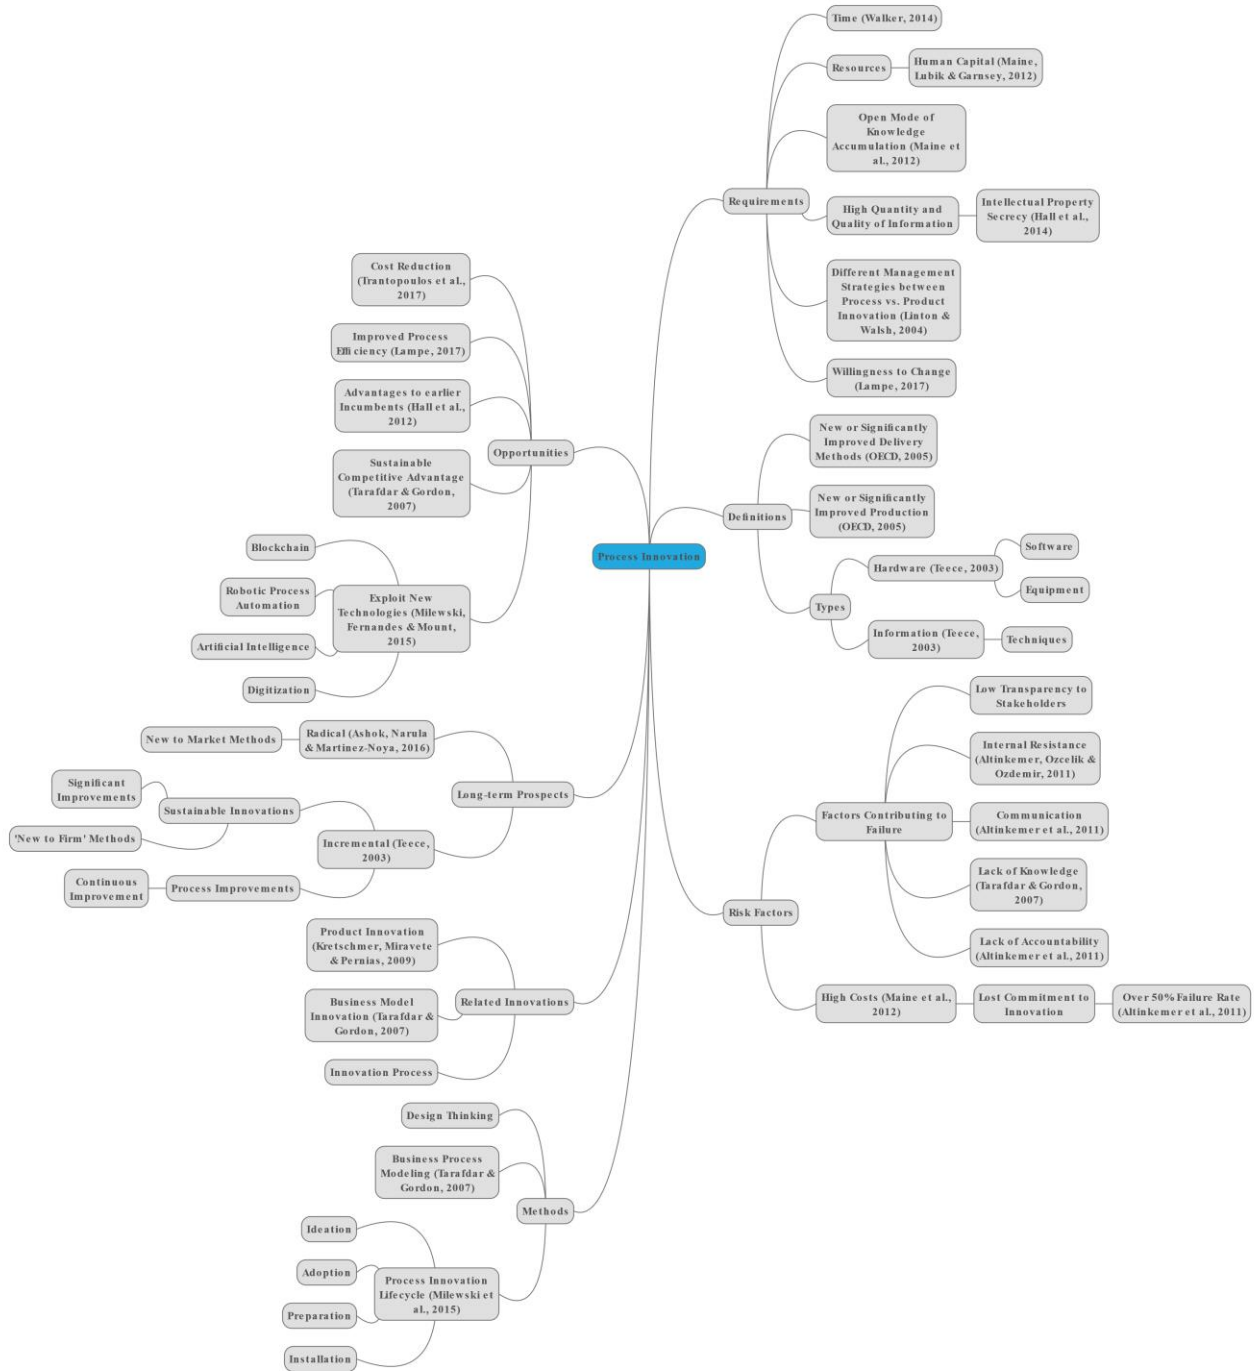 Process Innovation
Requirements
Time (Walker, 2014)
Resources
Human Capital (Maine,
Lubik & Garnsey, 2012)
Open Mode of
Knowledge
Accumulation (Maine et
al., 2012)
High Quantity and
Quality of Information
Intellectual Property
Secrecy (Hall et al.,
2014)
Different Management
Strategies between
Process vs. Product
Innovation (Linton &
Walsh, 2004)
Willingness to Change
(Lampe, 2017)
Definitions
New or Significantly
Improved Delivery
Methods (OECD, 2005)
New or Significantly
Improved Production
(OECD, 2005)
Types
Hardware (Teece, 2003)
Software
Equipment
Information (Teece,
2003)
Techniques
Risk Factors
Factors Contributing to
Failure
Low Transparency to
Stakeholders
Internal Resistance
(Altinkemer, Ozcelik &
Ozdemir, 2011)
Communication
(Altinkemer et al., 2011)
Lack of Knowledge
(Tarafdar & Gordon,
2007)
Lack of Accountability
(Altinkemer et al., 2011)
High Costs (Maine et al.,
2012)
Lost Commitment to
Innovation
Over 50% Failure Rate
(Altinkemer et al., 2011)
Opportunities
Cost Reduction
(Trantopoulos et al.,
2017)
Improved Process
Efficiency (Lampe, 2017)
Advantages to earlier
Incumbents (Hall et al.,
2012)
Sustainable
Competitive Advantage
(Tarafdar & Gordon,
2007)
Exploit New
Technologies (Milewski,
Fernandes & Mount,
2015)
Blockchain
Robotic Process
Automation
Artificial Intelligence
Digitization
Long-term Prospects
Radical (Ashok, Narula
& Martinez-Noya, 2016)
New to Market Methods
Incremental (Teece,
2003)
Sustainable Innovations
Significant
Improvements
'New to Firm' Methods
Process Improvements
Continuous
Improvement
Related Innovations
Product Innovation
(Kretschmer, Miravete
& Pernias, 2009)
Business Model
Innovation (Tarafdar &
Gordon, 2007)
Innovation Process
Methods
Design Thinking
Business Process
Modeling (Tarafdar &
Gordon, 2007)
Process Innovation
Lifecycle (Milewski et
al., 2015)
Ideation
Adoption
Preparation
Installation